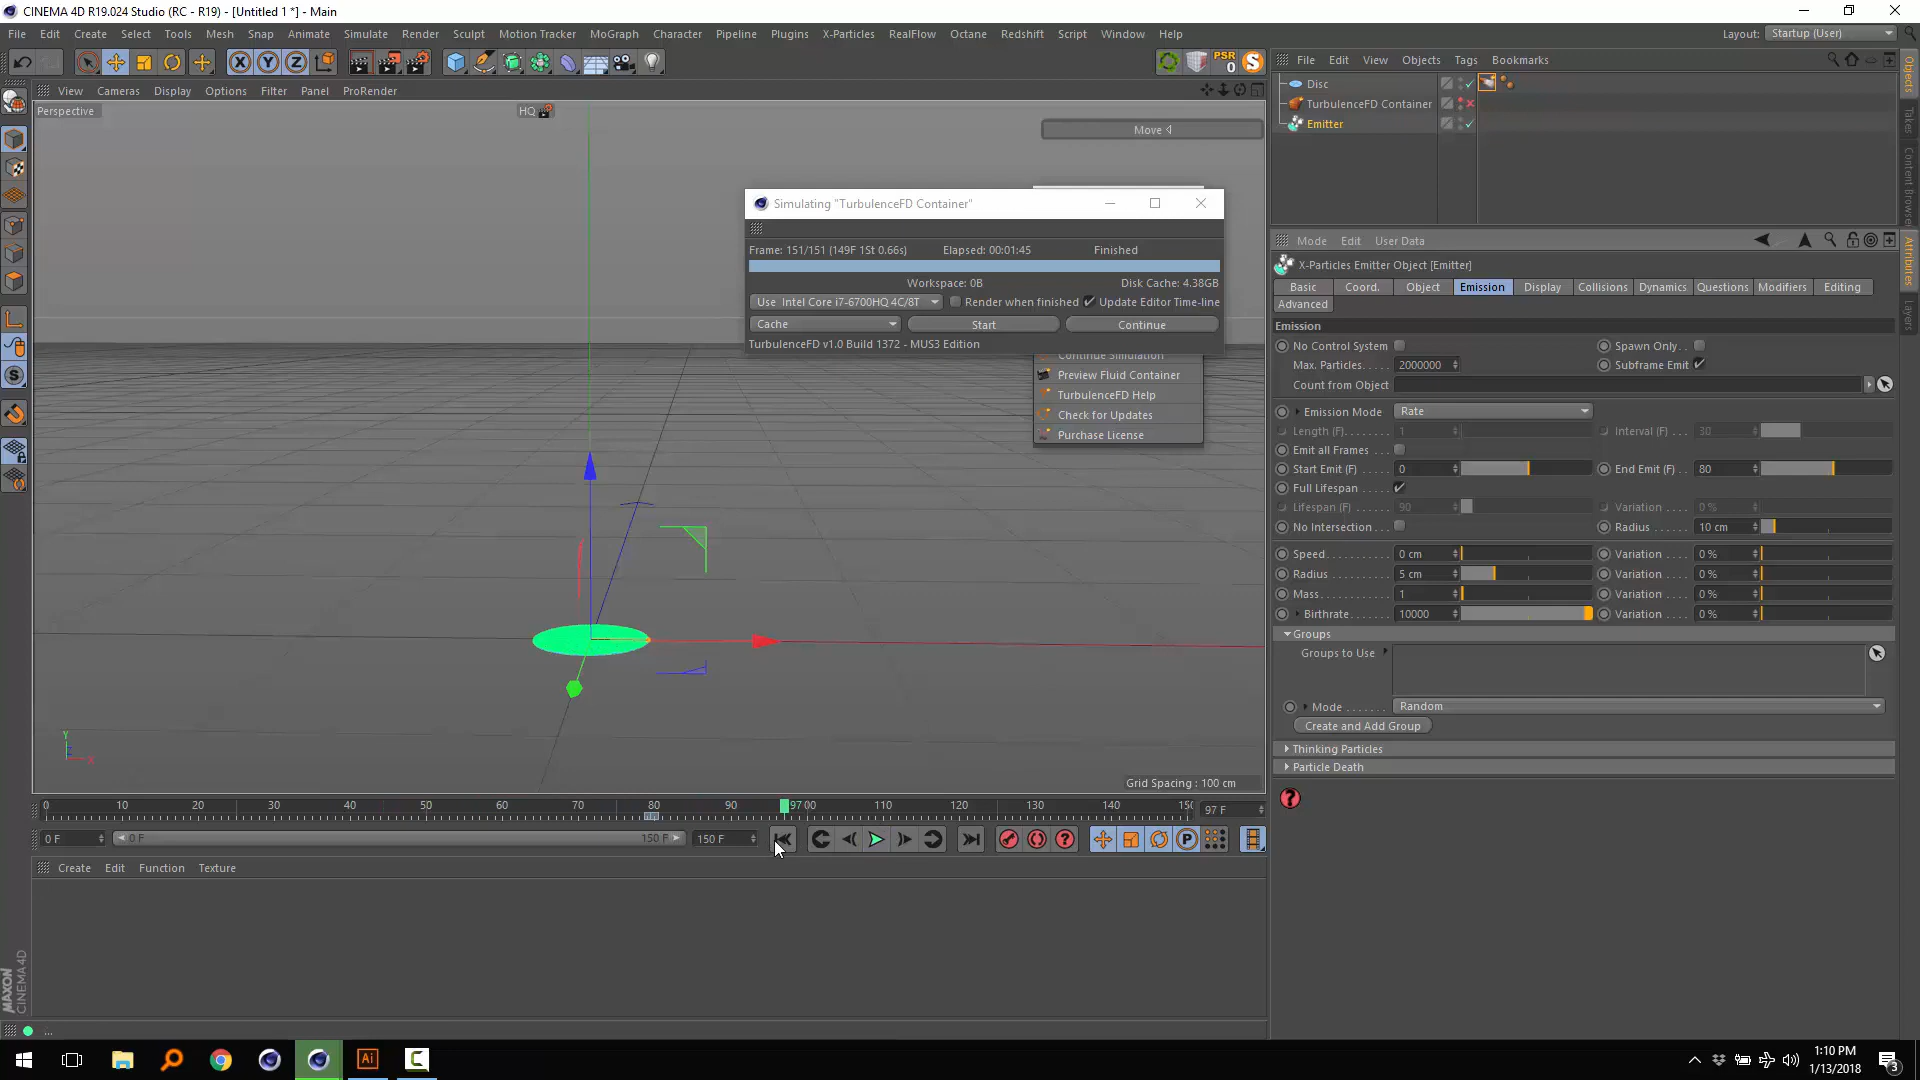 CINEMA 4D R19.024 Studio (RC - R19) - [Untitled 1 *] - Main
File Edit Create Select Tools Mesh Snap Animate Simulate Render Sculpt Motion Tracker MoGraph Character Pipeline Plugins X-Particles RealFlow Octane Redshift Script Window Help
Layout: Startup (User)
X Y Z
PSR
0
S
File Edit View Objects Tags Bookmarks
View Cameras Display Options Filter Panel ProRender
Perspective
HQ
Move
Disc
TurbulenceFD Container
Emitter
Objects
Takes
Content Browser
Attributes
Layers
Simulating "TurbulenceFD Container"
Frame: 151/151 (149F 1St 0.66s) Elapsed: 00:01:45 Finished
Workspace: 0B Disk Cache: 4.38GB
Use Intel Core i7-6700HQ 4C/8T Render when finished Update Editor Time-line
Cache Start Continue
TurbulenceFD v1.0 Build 1372 - MUS3 Edition
Continue Simulation
Preview Fluid Container
TurbulenceFD Help
Check for Updates
Purchase License
Mode Edit User Data
X-Particles Emitter Object [Emitter]
Basic Coord. Object Emission Display Collisions Dynamics Questions Modifiers Editing
Advanced
Emission
No Control System Spawn Only
Max. Particles 2000000 Subframe Emit
Count from Object
Emission Mode Rate
Length (F) 1 Interval (F) 30
Emit all Frames
Start Emit (F) 0 End Emit (F) 80
Full Lifespan
Lifespan (F) 90 Variation 0 %
No Intersection Radius 10 cm
Speed 0 cm Variation 0 %
Radius 5 cm Variation 0 %
Mass 1 Variation 0 %
Birthrate 10000 Variation 0 %
Groups
Groups to Use
Mode Random
Create and Add Group
Thinking Particles
Particle Death
Y
Z
X
Grid Spacing : 100 cm
0 10 20 30 40 50 60 70 80 90 97 00 110 120 130 140 150 97 F
0 F 0 F 150 F 150 F
P
Create Edit Function Texture
MAXON
CINEMA 4D
...
Ai
C
1:10 PM
1/13/2018
3